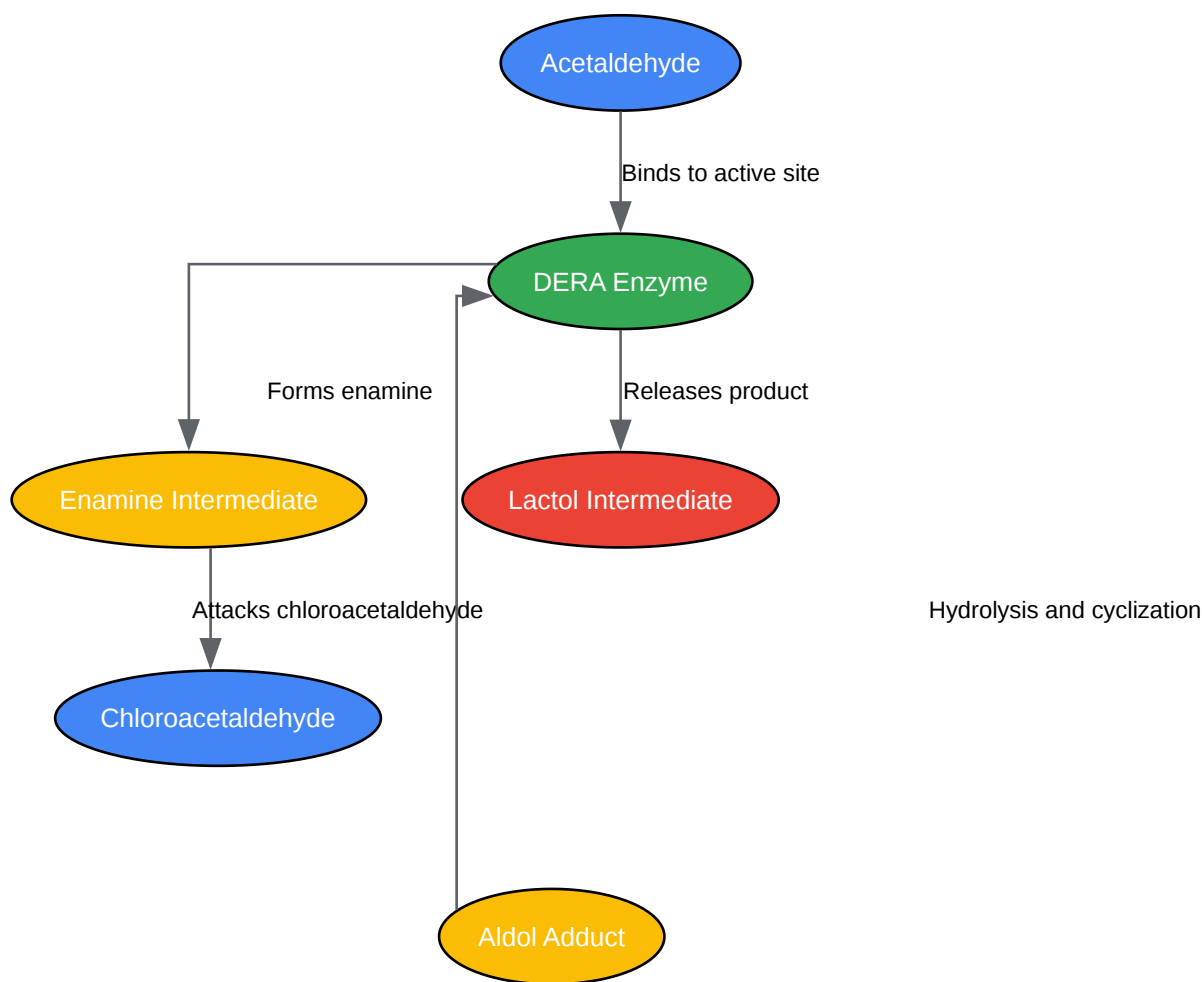 Acetaldehyde
Binds to active site
DERA Enzyme
Forms enamine
Releases product
Enamine Intermediate
Lactol Intermediate
Attacks chloroacetaldehyde
Hydrolysis and cyclization
Chloroacetaldehyde
Aldol Adduct